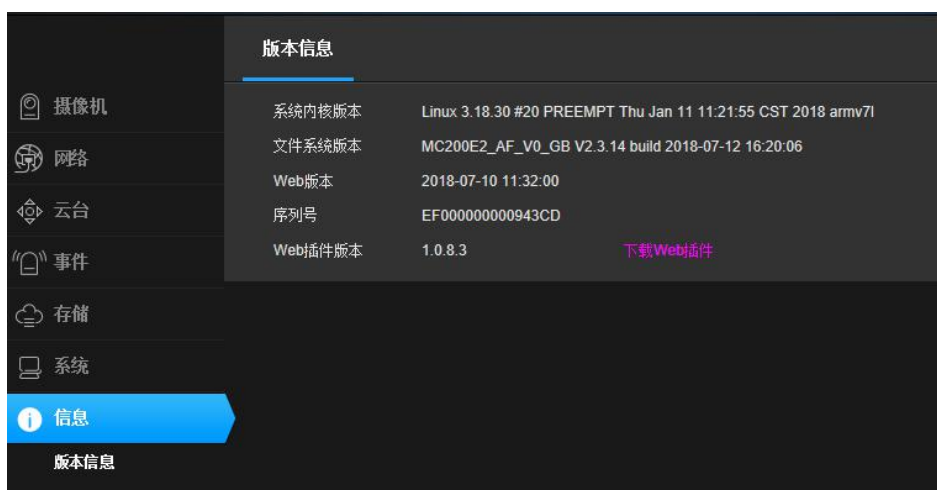 版本信息
摄像机
网络
云台
事件
存储
系统
信息
版本信息
系统内核版本 Linux 3.18.30 #20 PREEMPT Thu Jan 11 11:21:55 CST 2018 armv7l
文件系统版本 MC200E2_AF_V0_GB V2.3.14 build 2018-07-12 16:20:06
Web版本 2018-07-10 11:32:00
序列号 EF000000000943CD
Web插件版本 1.0.8.3 下载Web插件